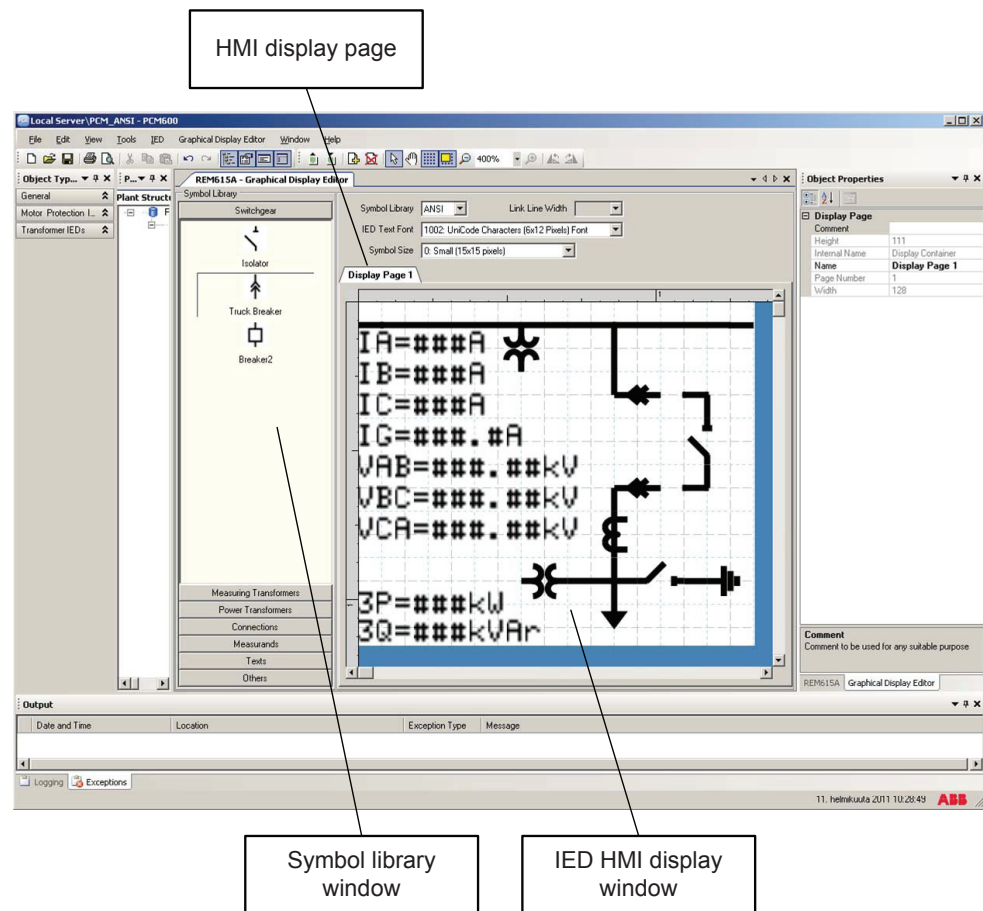 HMI display page
Local Server\PCM_ANSI - PCM600
File Edit View Tools IED Graphical Display Editor Window Help
400%
Object Typ...
P...
REM615A - Graphical Display Editor
Object Properties
General
Motor Protection I...
Transformer IEDs
Plant Structu
F
Symbol Library
Switchgear
Isolator
Truck Breaker
Breaker2
Measuring Transformers
Power Transformers
Connections
Measurands
Texts
Others
Symbol Library ANSI Link Line Width
IED Text Font 1002: UniCode Characters (6x12 Pixels) Font
Symbol Size 0: Small (15x15 pixels)
Display Page 1
1
IA=###A
IB=###A
IC=###A
IG=###.#A
VAB=###.##kV
VBC=###.##kV
VCA=###.##kV
3P=###kW
3Q=###kVAr
Display Page
Comment
Height 111
Internal Name Display Container
Name Display Page 1
Page Number 1
Width 128
Comment
Comment to be used for any suitable purpose
REM615A Graphical Display Editor
Output
Date and Time Location Exception Type Message
Logging Exceptions
11. helmikuuta 2011 10:28:49 ABB
Symbol library
window
IED HMI display
window